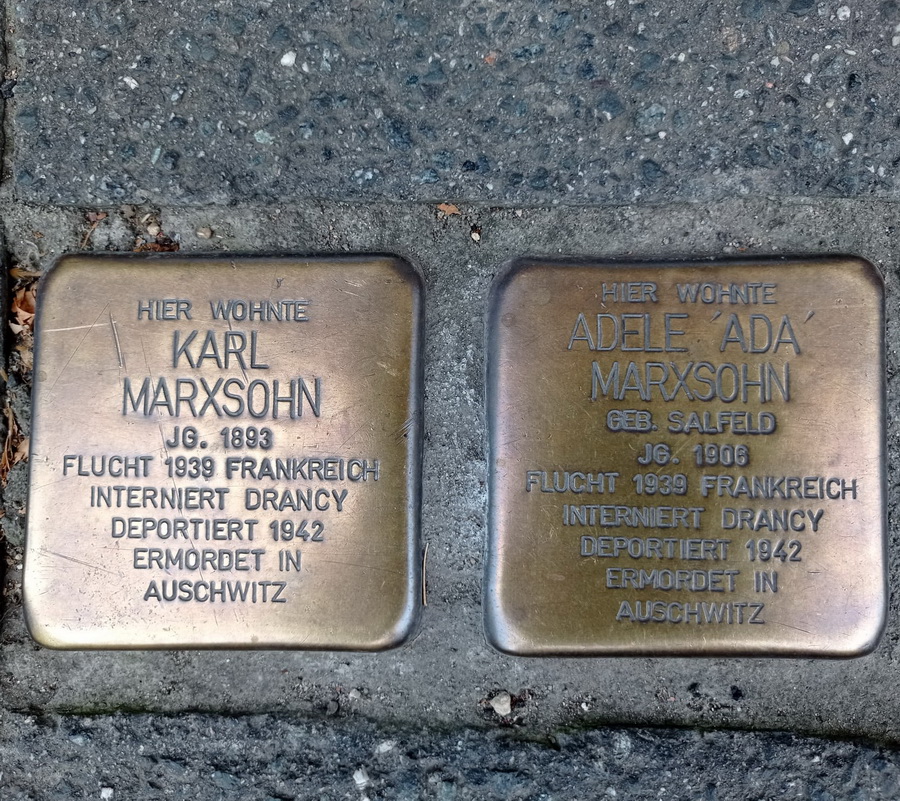 HIER WOHNTE
KARL
MARXSOHN
JG. 1893
FLUCHT 1939 FRANKREICH
INTERNIERT DRANCY
DEPORTIERT 1942
ERMORDET IN
AUSCHWITZ
HIER WOHNTE
ADELE ´ADA´
MARXSOHN
GEB. SALFELD
JG. 1906
FLUCHT 1939 FRANKREICH
INTERNIERT DRANCY
DEPORTIERT 1942
ERMORDET IN
AUSCHWITZ